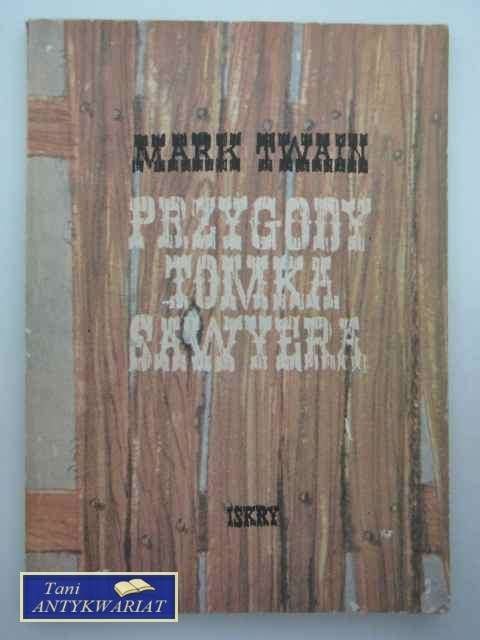 MARK TWAIN
PRZYGODY
TOMKA
SAWYERA
ISKRY
Tani
ANTYKWARIAT